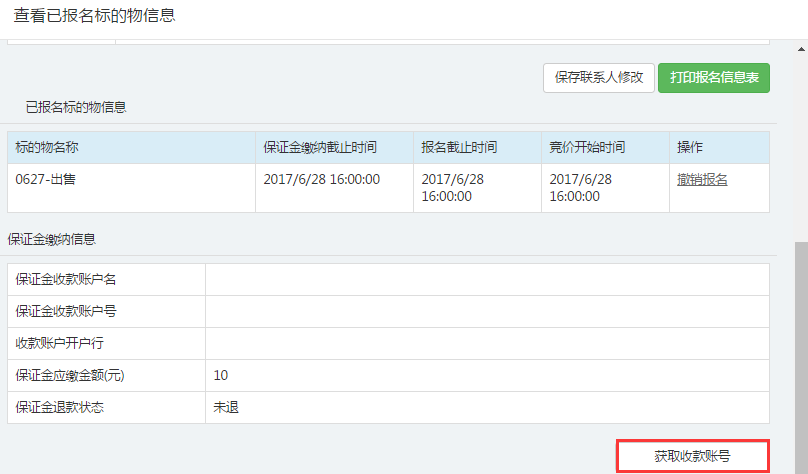 查看已报名标的物信息
保存联系人修改 打印报名信息表
已报名标的物信息
标的物名称 保证金缴纳截止时间 报名截止时间 竞价开始时间 操作
0627-出售 2017/6/28 16:00:00 2017/6/28 2017/6/28 撤销报名
16:00:00 16:00:00
保证金缴纳信息
保证金收款账户名
保证金收款账户号
收款账户开户行
保证金应缴金额(元) 10
保证金退款状态 未退
获取收款账号